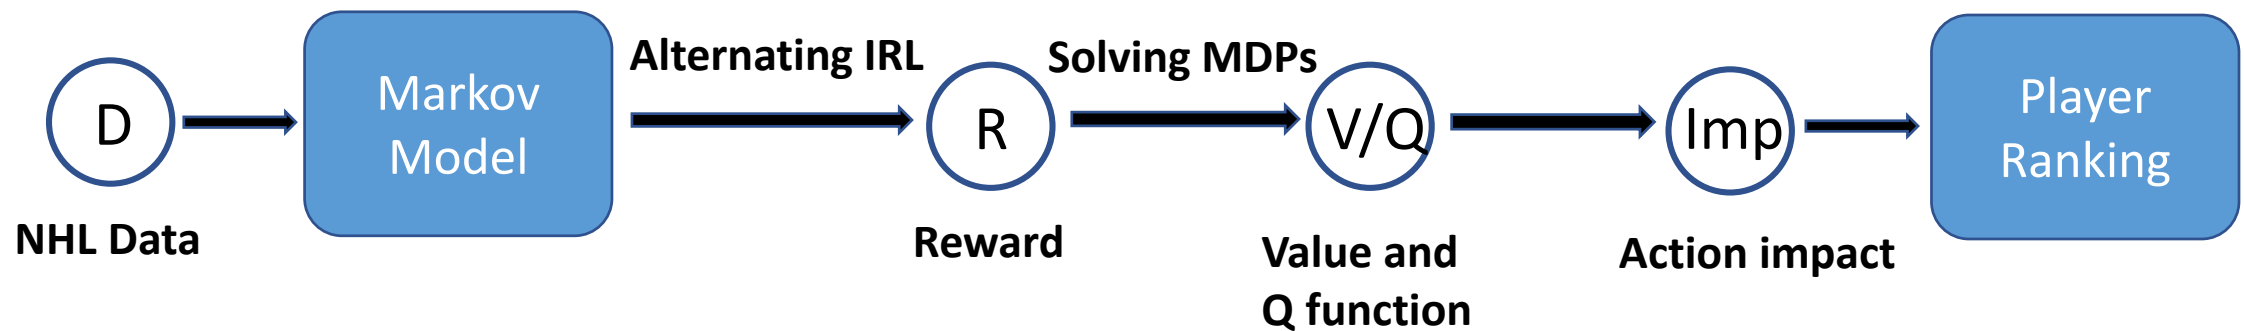 D
NHL Data
Markov
Model
Alternating IRL
R
Reward
Solving MDPs
V/Q
Value and
Q function
Imp
Action impact
Player
Ranking